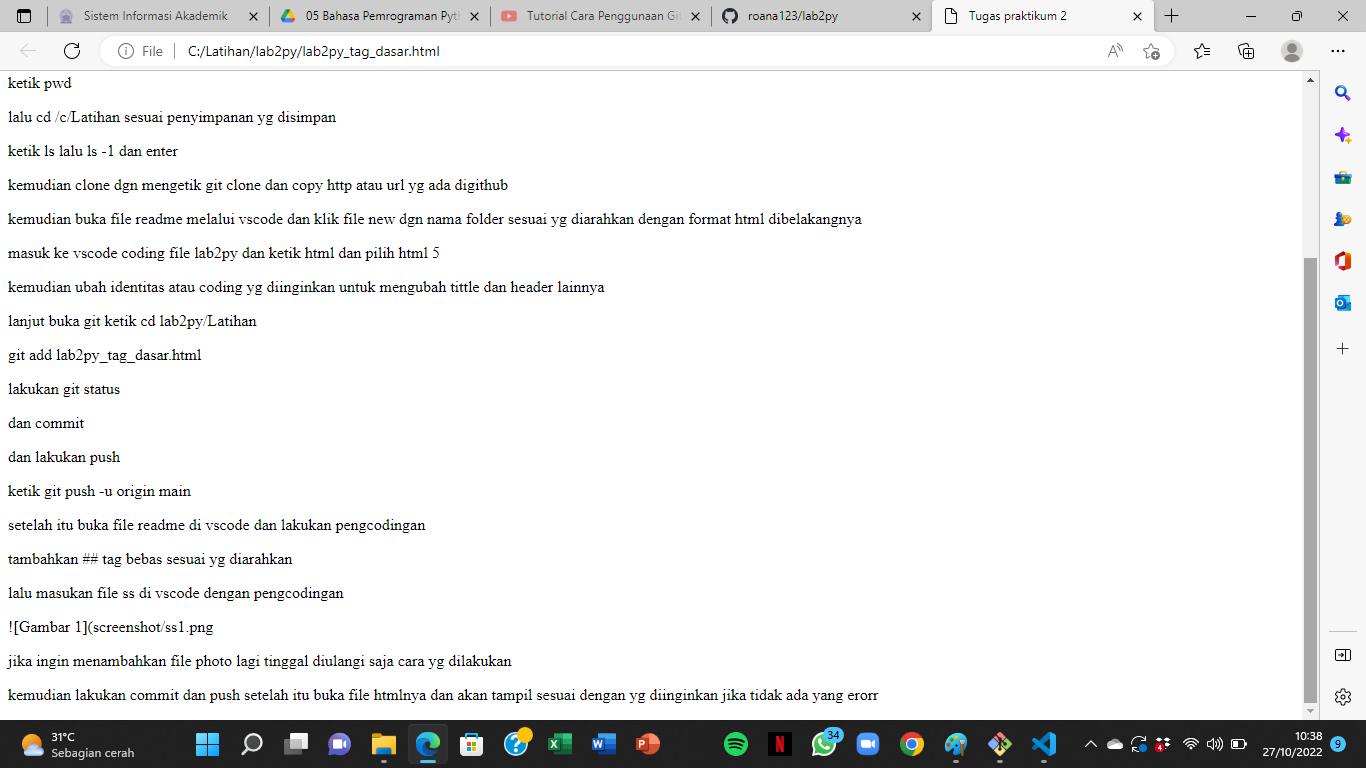 Sistem Informasi Akademik
05 Bahasa Pemrograman Pyt
Tutorial Cara Penggunaan Gi
roana123/lab2py
Tugas praktikum 2
File
C:/Latihan/lab2py/lab2py_tag_dasar.html
ketik pwd
lalu cd /c/Latihan sesuai penyimpanan yg disimpan
ketik ls lalu ls -1 dan enter
kemudian clone dgn mengetik git clone dan copy http atau url yg ada digithub
kemudian buka file readme melalui vscode dan klik file new dgn nama folder sesuai yg diarahkan dengan format html dibelakangnya
masuk ke vscode coding file lab2py dan ketik html dan pilih html 5
kemudian ubah identitas atau coding yg diinginkan untuk mengubah tittle dan header lainnya
lanjut buka git ketik cd lab2py/Latihan
git add lab2py_tag_dasar.html
lakukan git status
dan commit
dan lakukan push
ketik git push -u origin main
setelah itu buka file readme di vscode dan lakukan pengcodingan
tambahkan ## tag bebas sesuai yg diarahkan
lalu masukan file ss di vscode dengan pengcodingan
![Gambar 1](screenshot/ss1.png
jika ingin menambahkan file photo lagi tinggal diulangi saja cara yg dilakukan
kemudian lakukan commit dan push setelah itu buka file htmlnya dan akan tampil sesuai dengan yg diinginkan jika tidak ada yang erorr
31°C
Sebagian cerah
34
4
10:38
27/10/2022
9